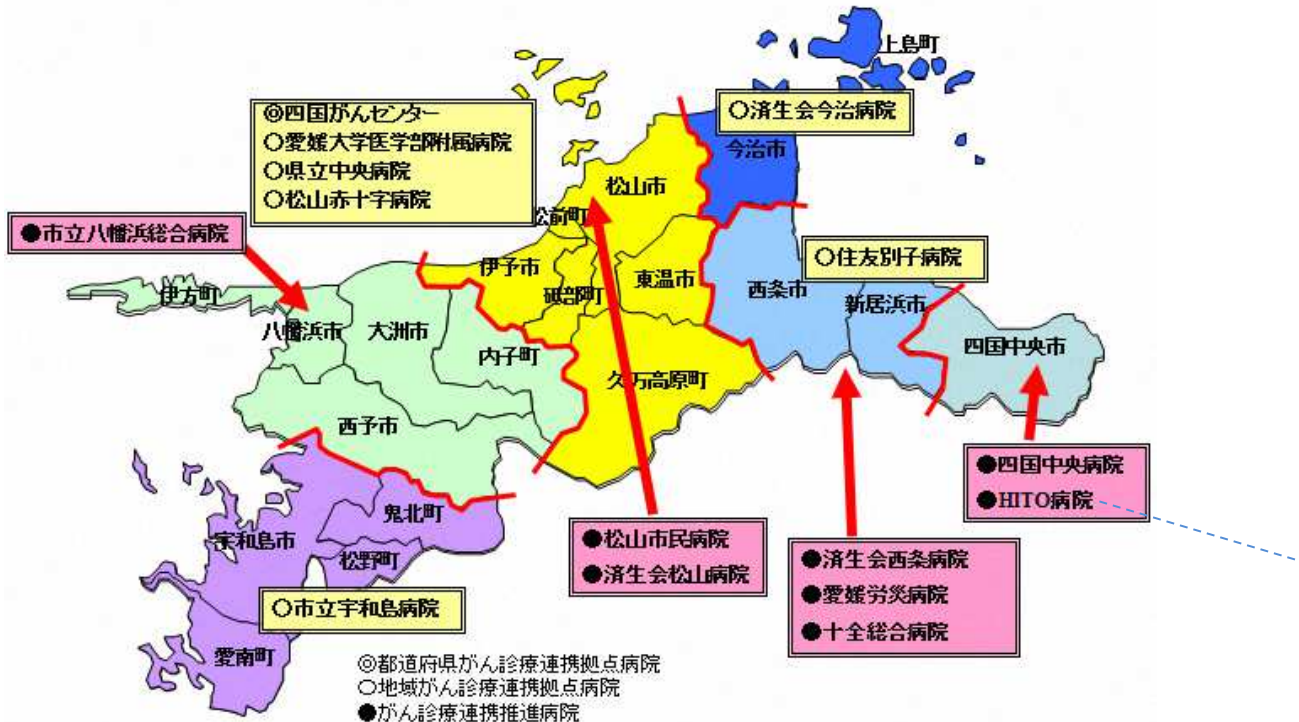 上島町
◎四国がんセンター
○愛媛大学医学部附属病院
○県立中央病院
○松山赤十字病院
○済生会今治病院
今治市
松山市
松前町
●市立八幡浜総合病院
○住友別子病院
伊予市
砥部町
東温市
西条市
新居浜市
伊方町
八幡浜市
大洲市
内子町
久万高原町
四国中央市
西予市
●四国中央病院
●HITO病院
鬼北町
宇和島市
松野町
●松山市民病院
●済生会松山病院
●済生会西条病院
●愛媛労災病院
●十全総合病院
○市立宇和島病院
愛南町
◎都道府県がん診療連携拠点病院
○地域がん診療連携拠点病院
●がん診療連携推進病院